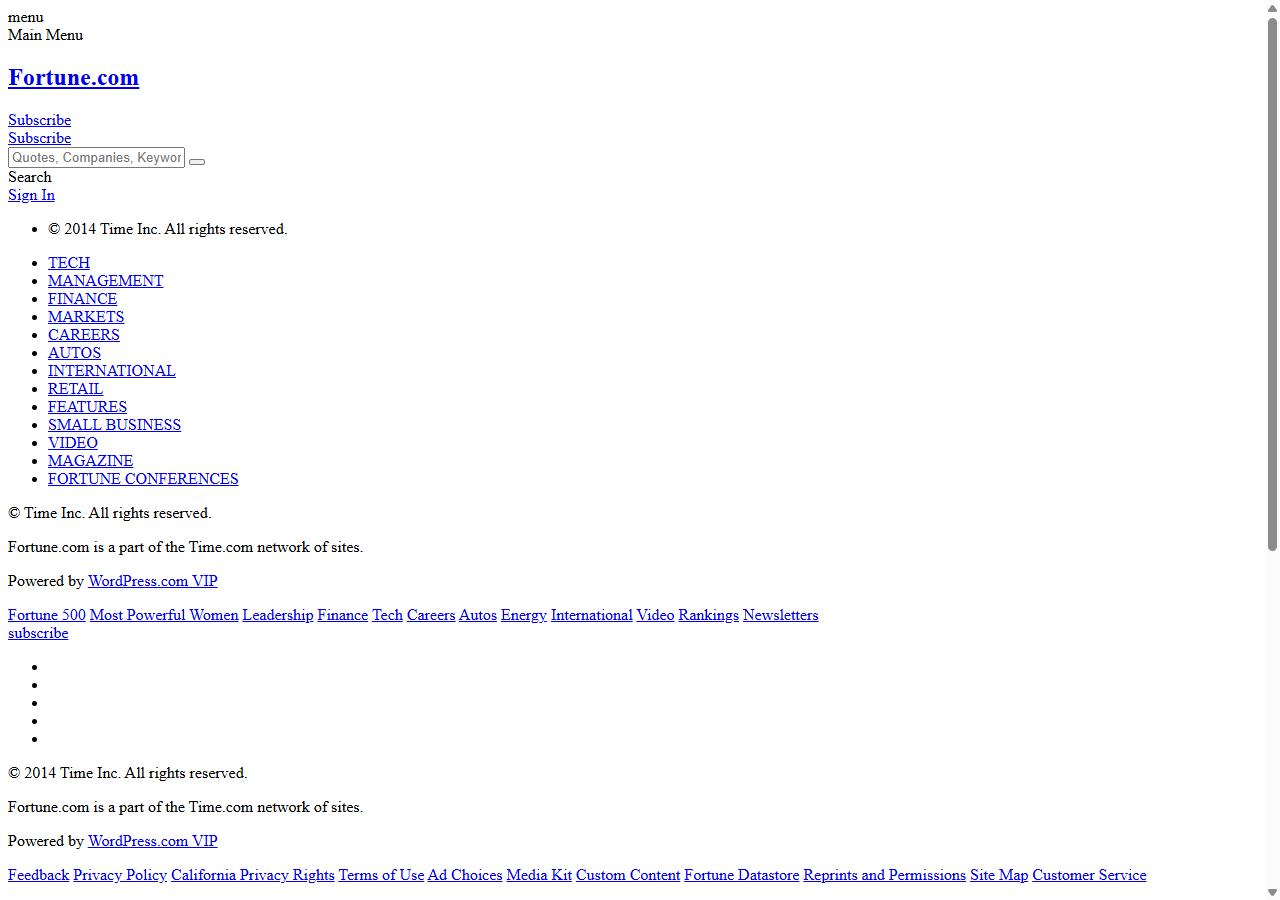 menu
Main Menu
Fortune.com
Subscribe
Subscribe
Quotes, Companies, Keywor
Search
Sign In
© 2014 Time Inc. All rights reserved.
TECH
MANAGEMENT
FINANCE
MARKETS
CAREERS
AUTOS
INTERNATIONAL
RETAIL
FEATURES
SMALL BUSINESS
VIDEO
MAGAZINE
FORTUNE CONFERENCES
© Time Inc. All rights reserved.
Fortune.com is a part of the Time.com network of sites.
Powered by WordPress.com VIP
Fortune 500 Most Powerful Women Leadership Finance Tech Careers Autos Energy International Video Rankings Newsletters
subscribe
© 2014 Time Inc. All rights reserved.
Fortune.com is a part of the Time.com network of sites.
Powered by WordPress.com VIP
Feedback Privacy Policy California Privacy Rights Terms of Use Ad Choices Media Kit Custom Content Fortune Datastore Reprints and Permissions Site Map Customer Service